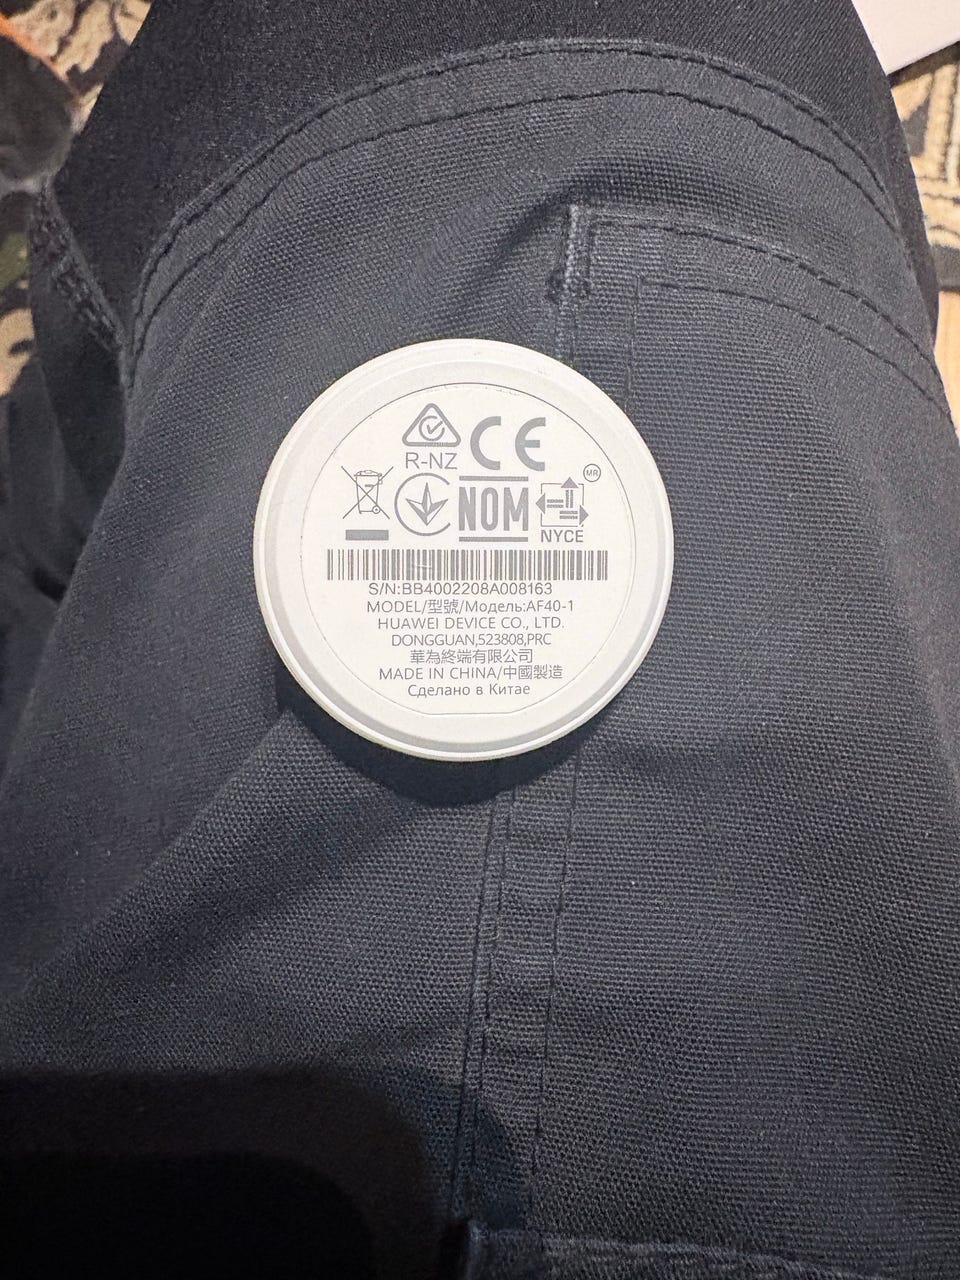 R-NZ CE
NOM NYCE MR
S/N:BB4002208A008163
MODEL/型號/Модель:AF40-1
HUAWEI DEVICE CO., LTD.
DONGGUAN,523808,PRC
華為終端有限公司
MADE IN CHINA/中國製造
Сделано в Китае